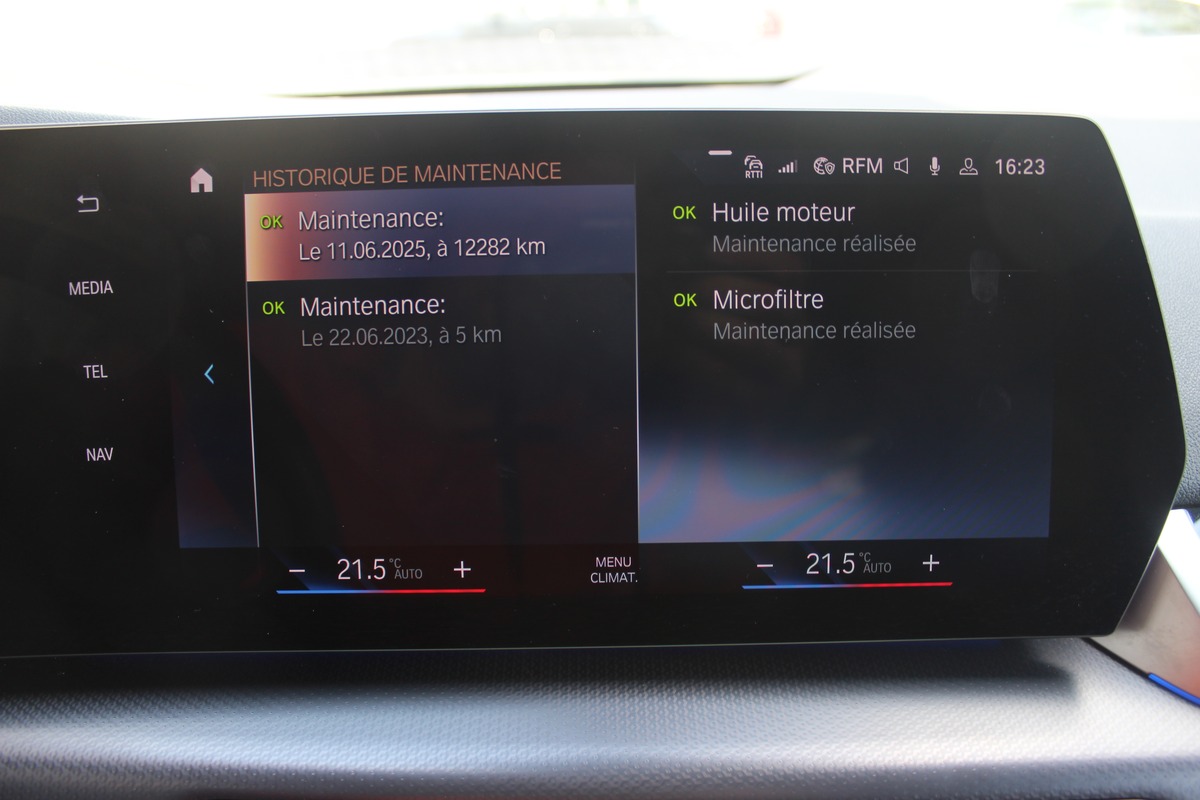 HISTORIQUE DE MAINTENANCE
RTTI
RFM
16:23
MEDIA
TEL
NAV
OK Maintenance:
Le 11.06.2025, à 12282 km
OK Maintenance:
Le 22.06.2023, à 5 km
OK Huile moteur
Maintenance réalisée
OK Microfiltre
Maintenance réalisée
− 21.5 °C AUTO +
MENU
CLIMAT.
− 21.5 °C AUTO +